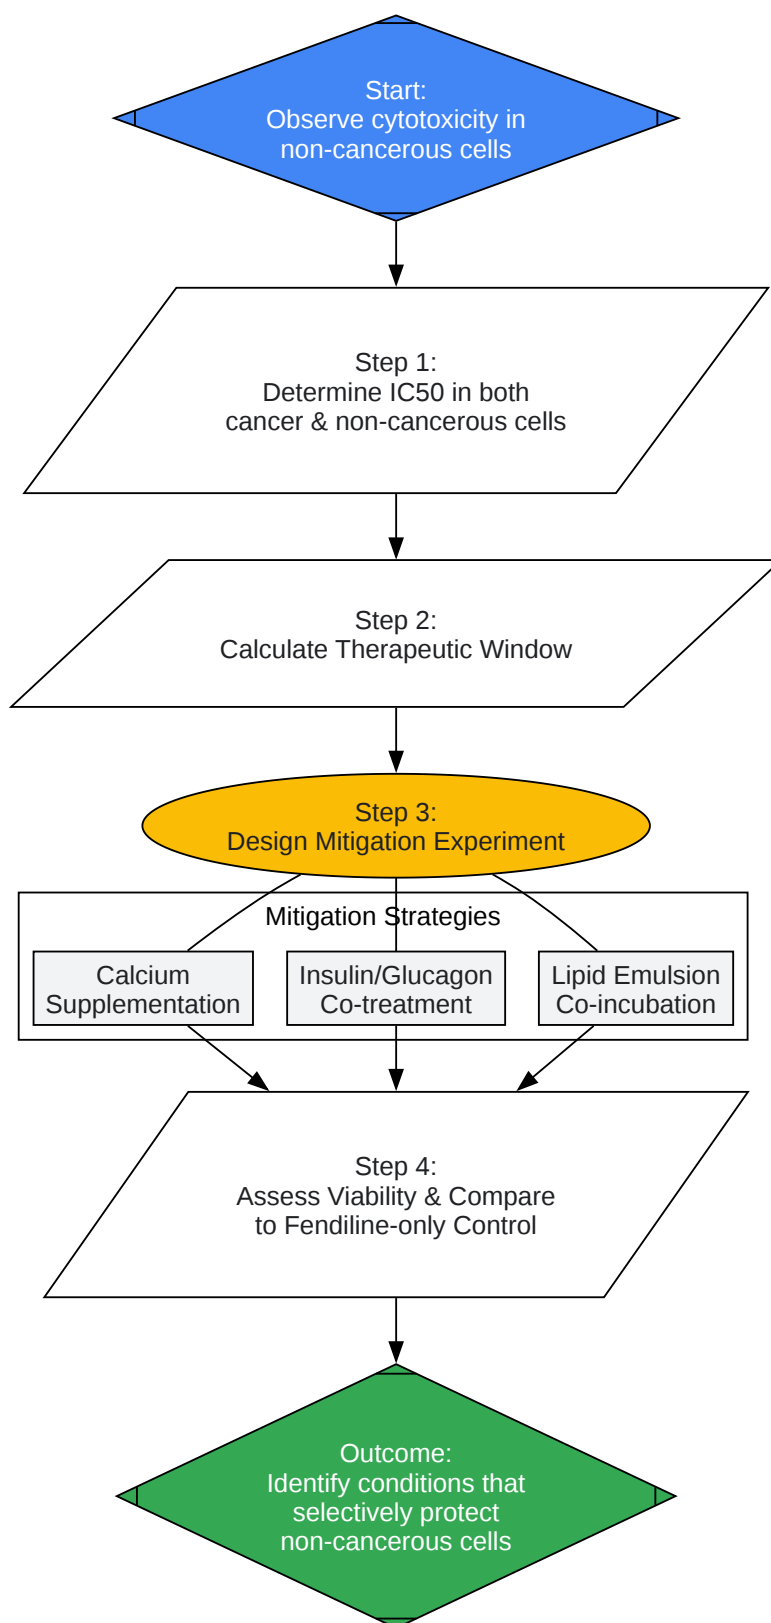 Start:
Observe cytotoxicity in
non-cancerous cells
Step 1:
Determine IC50 in both
cancer & non-cancerous cells
Step 2:
Calculate Therapeutic Window
Step 3:
Design Mitigation Experiment
Mitigation Strategies
Calcium
Supplementation
Insulin/Glucagon
Co-treatment
Lipid Emulsion
Co-incubation
Step 4:
Assess Viability & Compare
to Fendiline-only Control
Outcome:
Identify conditions that
selectively protect
non-cancerous cells